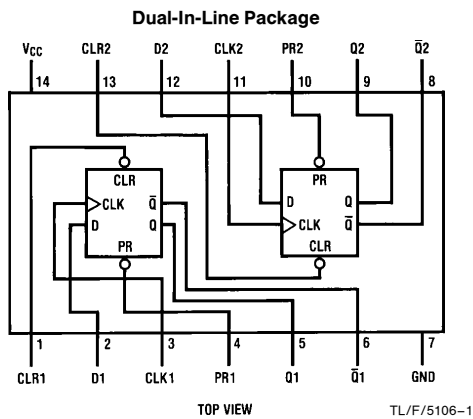 Dual-In-Line Package
VCC CLR2 D2 CLK2 PR2 Q2 Q̅2
14 13 12 11 10 9 8
CLR PR
CLK Q̅ D Q
D Q CLK Q̅
PR CLR
1 2 3 4 5 6 7
CLR1 D1 CLK1 PR1 Q1 Q̅1 GND
TOP VIEW
TL/F/5106–1